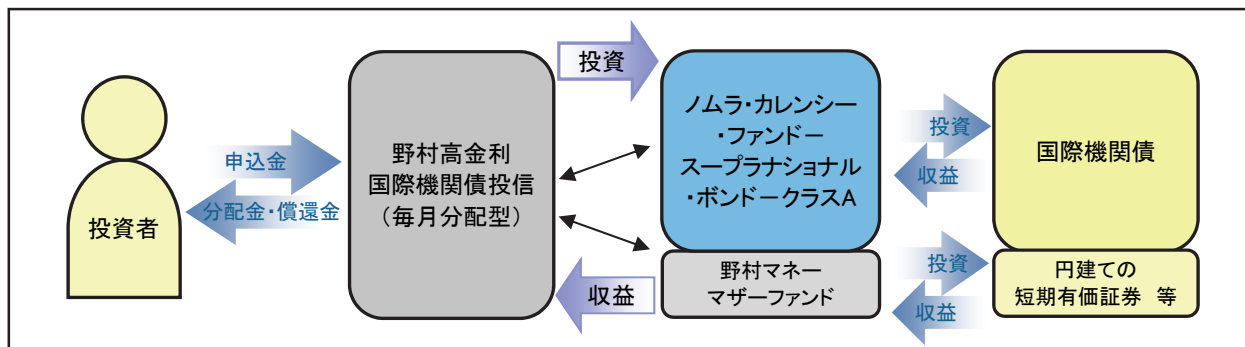 投資者
申込金
分配金・償還金
野村高金利
国際機関債投信
（毎月分配型）
投資
収益
ノムラ・カレンシー
・ファンドー
スープラナショナル
・ボンドークラスA
野村マネー
マザーファンド
投資
収益
投資
収益
国際機関債
円建ての
短期有価証券　等